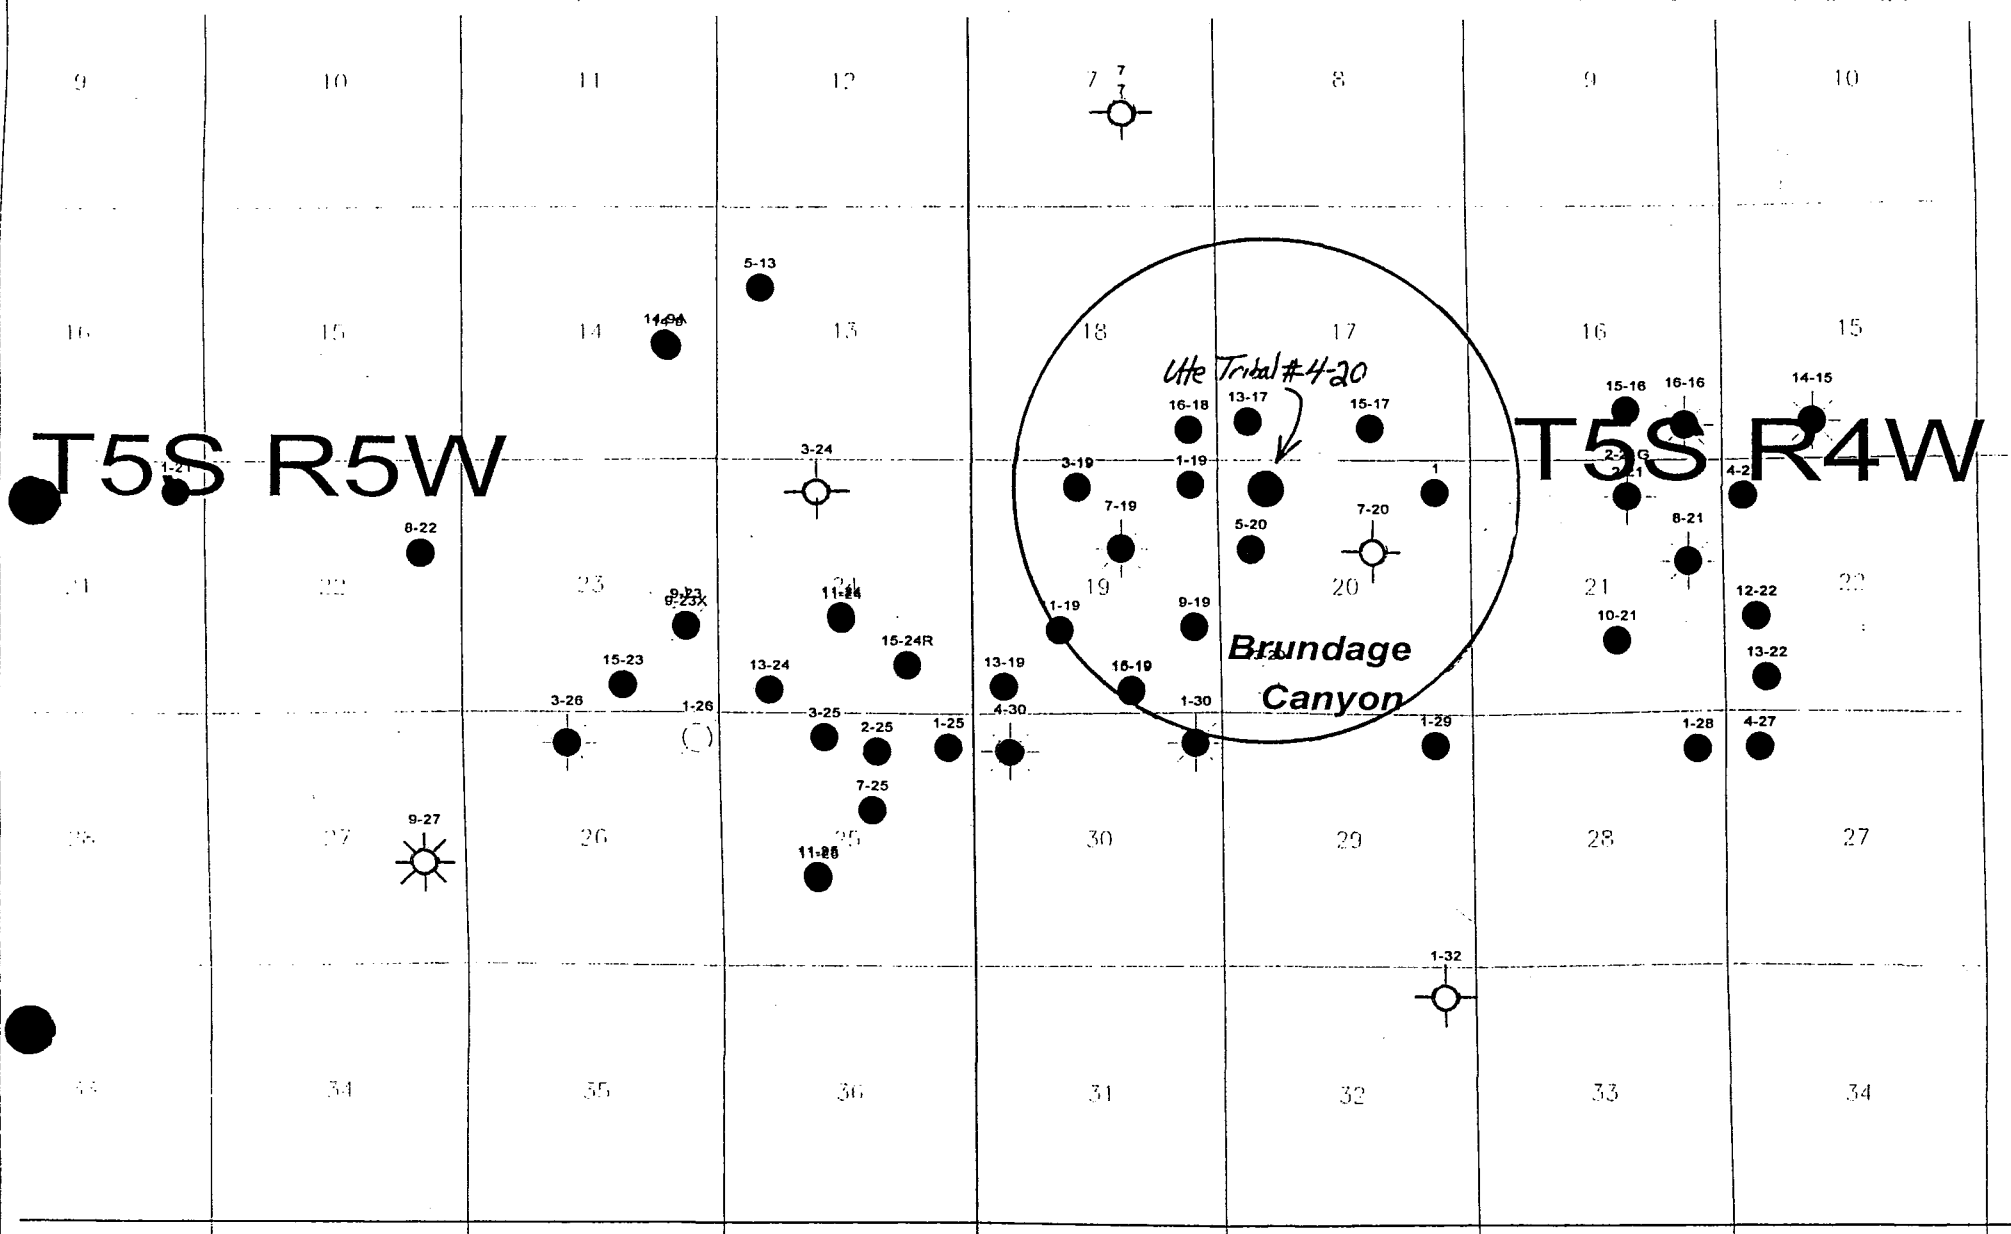 9 10 11 12 7 7 8 9 10
7
5-13
16 15 14 13 18 17 16 15
Ute Tribal #4-20
14-9A
16-18 13-17 15-17 15-16 16-16 14-15
T5S R5W T5S R4W
1-21 3-24 3-19 1-19 1 2-21G 4-2
2-21
8-22 7-19 5-20 7-20 8-21
21 22 23 24 19 20 21 22
9-23 11-24 1-19 9-19 12-22
9-23X 10-21
15-24R Brundage
15-23 13-24 13-19 15-19 13-22
Canyon
3-26 1-26 3-25 2-25 1-25 4-30 1-30 1-29 1-28 4-27
7-25
9-27
28 27 26 25 30 29 28 27
1-32
33 34 35 36 31 32 33 34